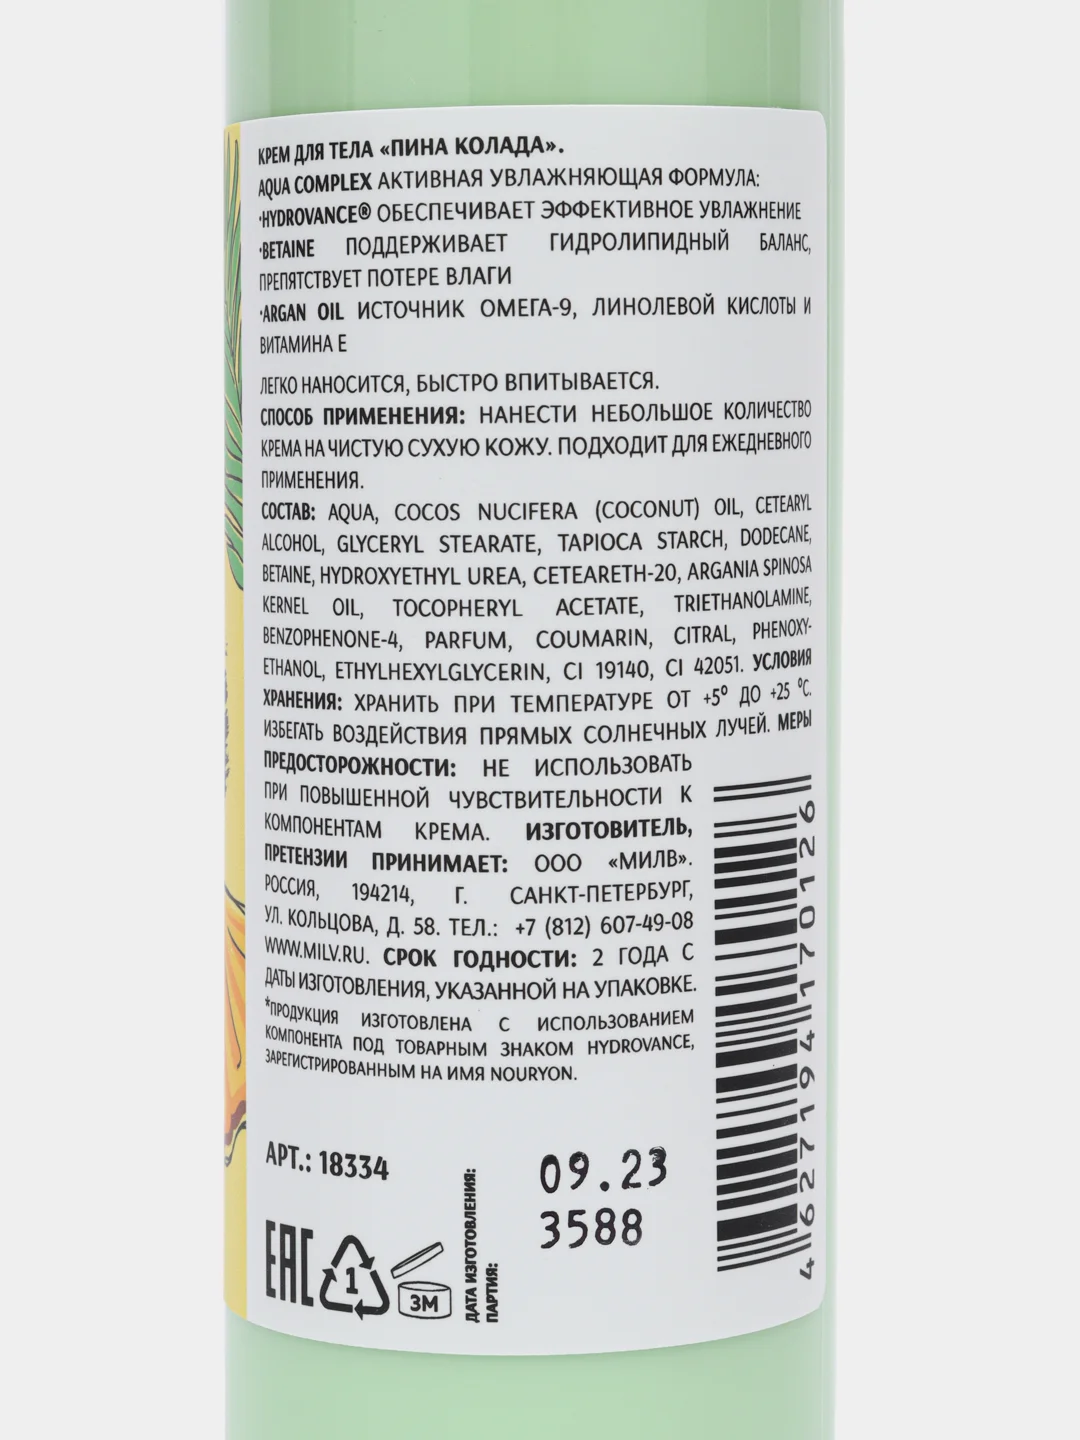 КРЕМ ДЛЯ ТЕЛА «ПИНА КОЛАДА».
AQUA COMPLEX АКТИВНАЯ УВЛАЖНЯЮЩАЯ ФОРМУЛА:
·HYDROVANCE® ОБЕСПЕЧИВАЕТ ЭФФЕКТИВНОЕ УВЛАЖНЕНИЕ
·BETAINE ПОДДЕРЖИВАЕТ ГИДРОЛИПИДНЫЙ БАЛАНС,
ПРЕПЯТСТВУЕТ ПОТЕРЕ ВЛАГИ
·ARGAN OIL ИСТОЧНИК ОМЕГА-9, ЛИНОЛЕВОЙ КИСЛОТЫ И
ВИТАМИНА Е
ЛЕГКО НАНОСИТСЯ, БЫСТРО ВПИТЫВАЕТСЯ.
СПОСОБ ПРИМЕНЕНИЯ: НАНЕСТИ НЕБОЛЬШОЕ КОЛИЧЕСТВО
КРЕМА НА ЧИСТУЮ СУХУЮ КОЖУ. ПОДХОДИТ ДЛЯ ЕЖЕДНЕВНОГО
ПРИМЕНЕНИЯ.
СОСТАВ: AQUA, COCOS NUCIFERA (COCONUT) OIL, CETEARYL
ALCOHOL, GLYCERYL STEARATE, TAPIOCA STARCH, DODECANE,
BETAINE, HYDROXYETHYL UREA, CETEARETH-20, ARGANIA SPINOSA
KERNEL OIL, TOCOPHERYL ACETATE, TRIETHANOLAMINE,
BENZOPHENONE-4, PARFUM, COUMARIN, CITRAL, PHENOXY-
ETHANOL, ETHYLHEXYLGLYCERIN, CI 19140, CI 42051. УСЛОВИЯ
ХРАНЕНИЯ: ХРАНИТЬ ПРИ ТЕМПЕРАТУРЕ ОТ +5° ДО +25 °C.
ИЗБЕГАТЬ ВОЗДЕЙСТВИЯ ПРЯМЫХ СОЛНЕЧНЫХ ЛУЧЕЙ. МЕРЫ
ПРЕДОСТОРОЖНОСТИ: НЕ ИСПОЛЬЗОВАТЬ
ПРИ ПОВЫШЕННОЙ ЧУВСТВИТЕЛЬНОСТИ К
КОМПОНЕНТАМ КРЕМА. ИЗГОТОВИТЕЛЬ,
ПРЕТЕНЗИИ ПРИНИМАЕТ: ООО «МИЛВ».
РОССИЯ, 194214, Г. САНКТ-ПЕТЕРБУРГ,
УЛ. КОЛЬЦОВА, Д. 58. ТЕЛ.: +7 (812) 607-49-08
WWW.MILV.RU. СРОК ГОДНОСТИ: 2 ГОДА С
ДАТЫ ИЗГОТОВЛЕНИЯ, УКАЗАННОЙ НА УПАКОВКЕ.
*ПРОДУКЦИЯ ИЗГОТОВЛЕНА С ИСПОЛЬЗОВАНИЕМ
КОМПОНЕНТА ПОД ТОВАРНЫМ ЗНАКОМ HYDROVANCE,
ЗАРЕГИСТРИРОВАННЫМ НА ИМЯ NOURYON.
4627194170126
АРТ.: 18334
ДАТА ИЗГОТОВЛЕНИЯ:
ПАРТИЯ:
09.23
3588
EAC
1
3М